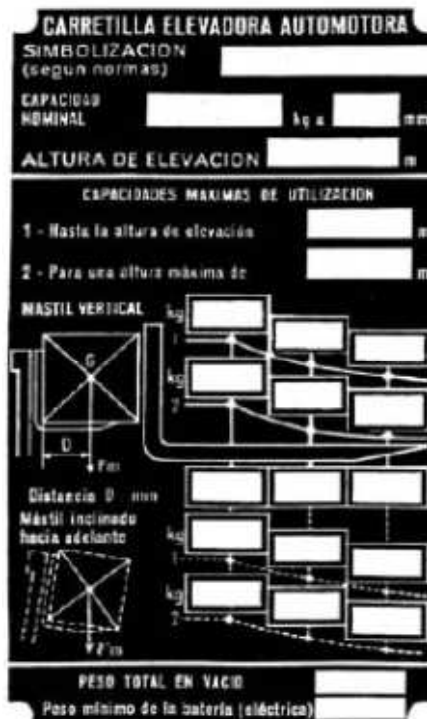 CARRETILLA ELEVADORA AUTOMOTORA
SIMBOLIZACION
(segun normas)
CAPACIDAD
NOMINAL
kg a mm
ALTURA DE ELEVACION m
CAPACIDADES MAXIMAS DE UTILIZACION
1 - Hasta la altura de elevación m
2 - Para una altura máxima de m
MASTIL VERTICAL
kg
1
kg
2
G
D
Fm
Distancia D mm
Mástil inclinado
hacia adelante
kg
1
kg
2
F'm
PESO TOTAL EN VACIO
Peso mínimo de la batería (eléctrica)